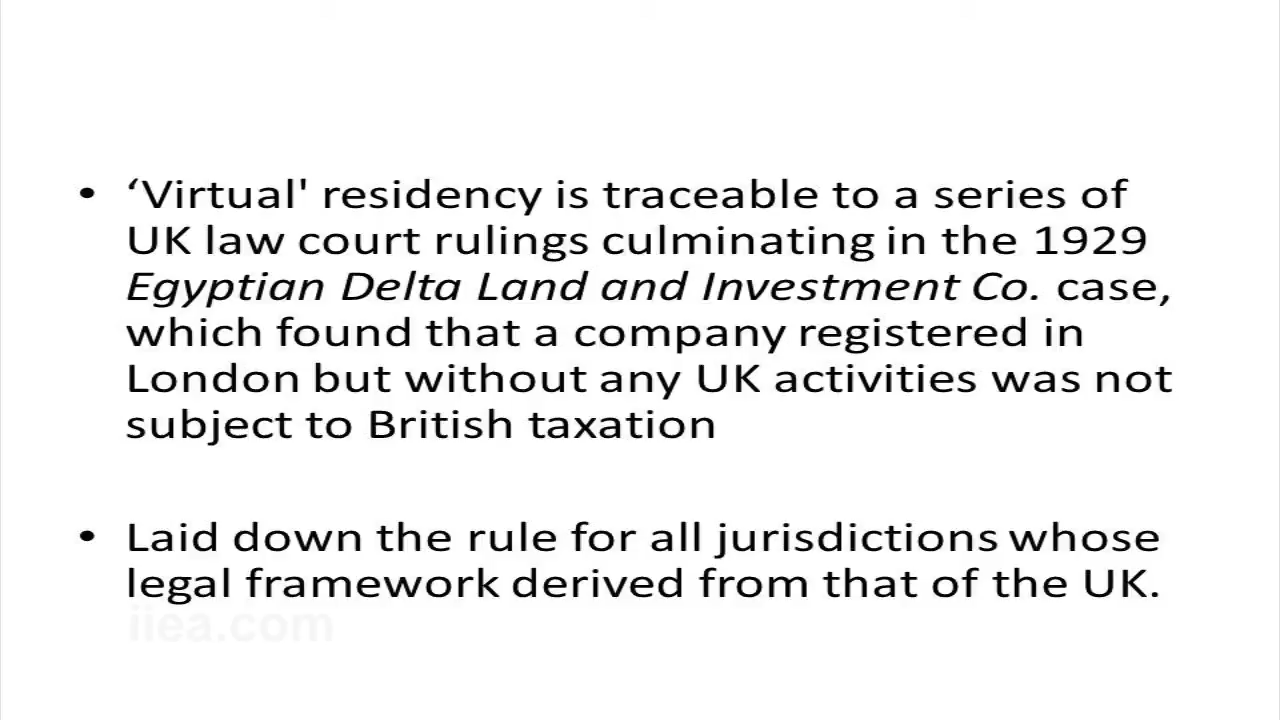 • ‘Virtual' residency is traceable to a series of
UK law court rulings culminating in the 1929
Egyptian Delta Land and Investment Co. case,
which found that a company registered in
London but without any UK activities was not
subject to British taxation
• Laid down the rule for all jurisdictions whose
legal framework derived from that of the UK.
iiea.com